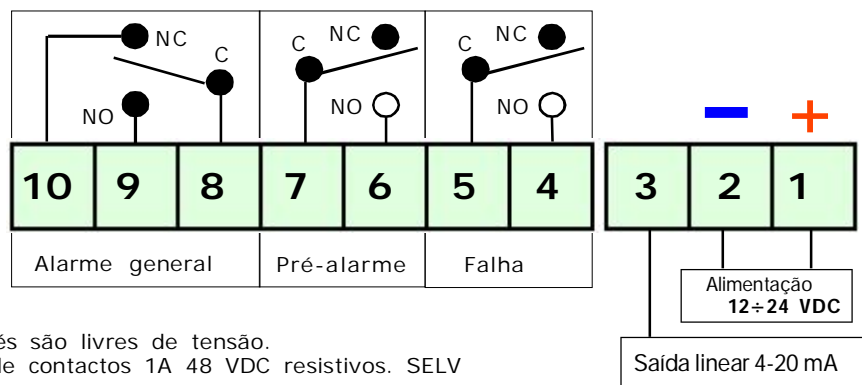 NC
C
NO
C
NC
NO
C
NC
NO
− +
10 9 8 7 6 5 4 3 2 1
Alarme general
Pré-alarme
Falha
Alimentação
12÷24 VDC
são livres de tensão.
contactos 1A 48 VDC resistivos. SELV
Saída linear 4-20 mA